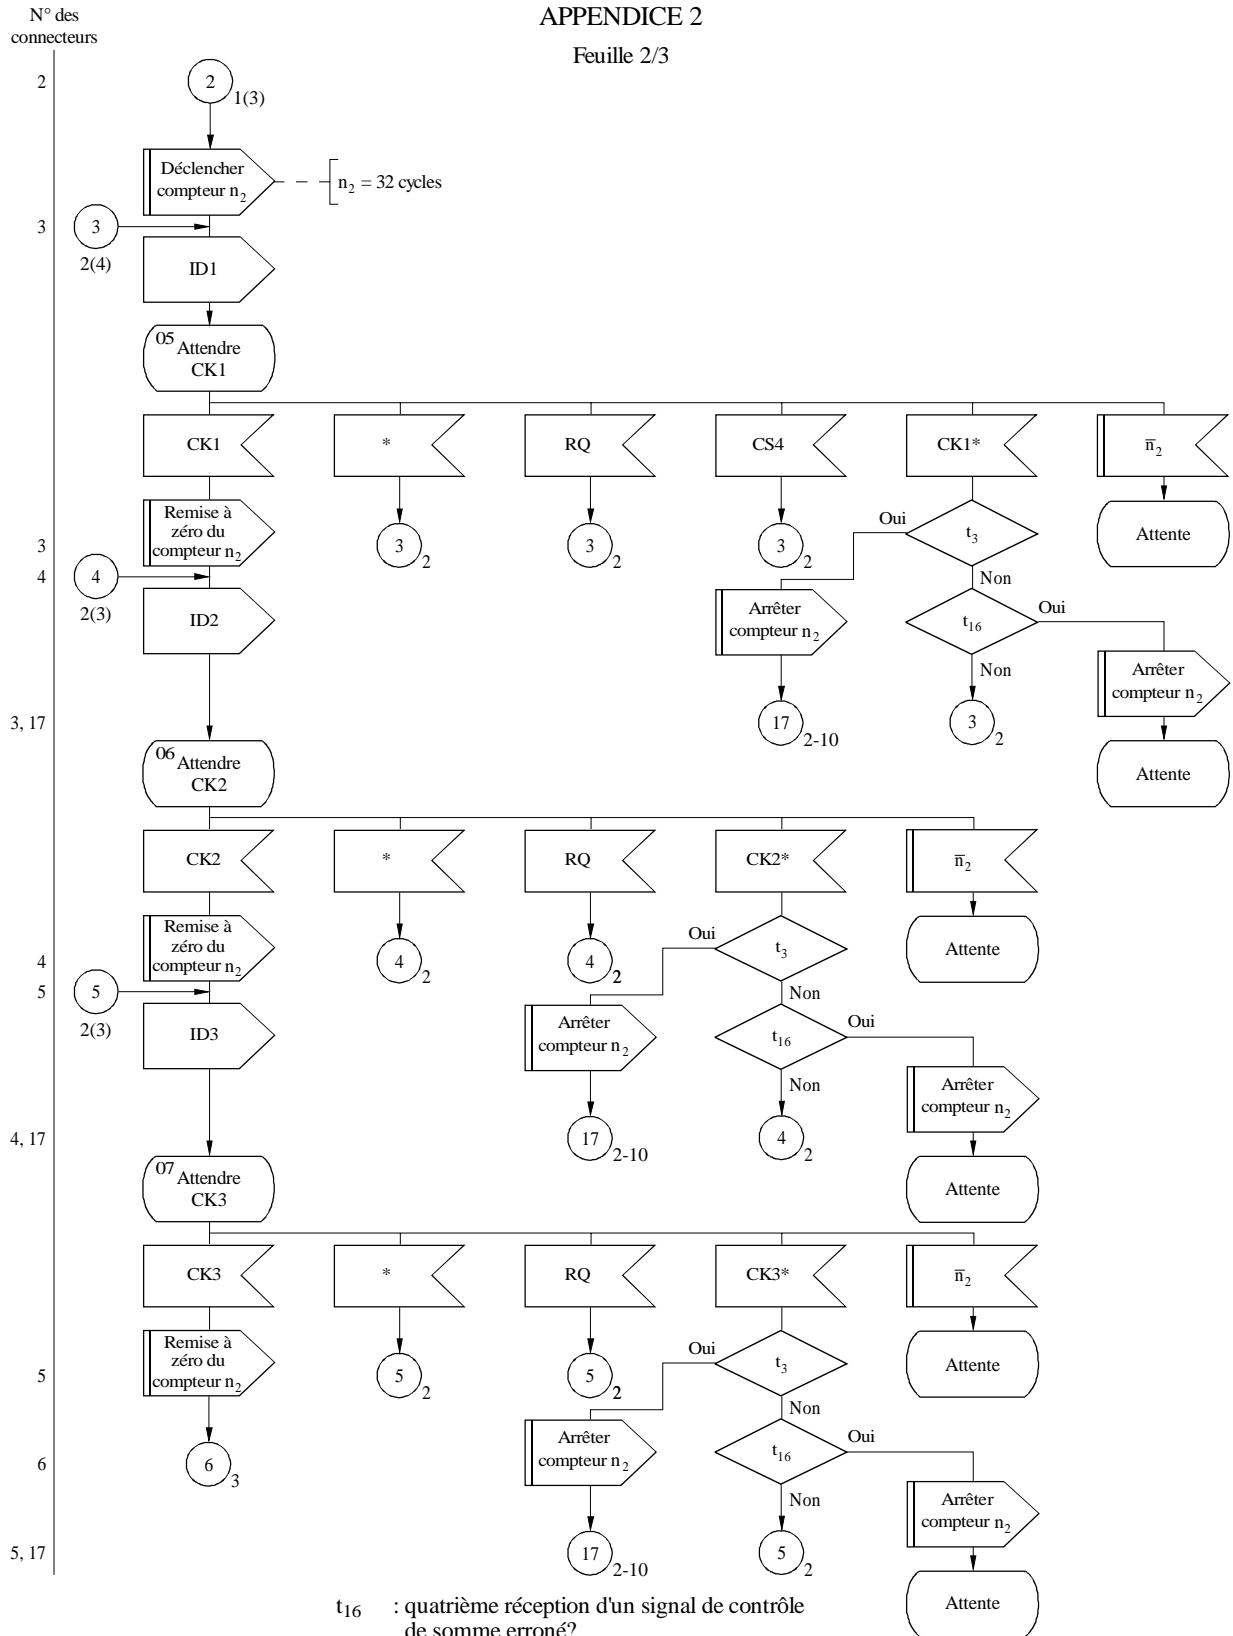 N° des
connecteurs
APPENDICE 2
Feuille 2/3
2
2
1(3)
Déclencher
compteur n2
n2 = 32 cycles
3
3
2(4)
ID1
05
Attendre
CK1
CK1
*
RQ
CS4
CK1*
n̅2
Remise à
zéro du
compteur n2
3
3
2
3
2
3
2
Oui
t3
Non
Attente
4
4
2(3)
ID2
Arrêter
compteur n2
t16
Oui
Non
Arrêter
compteur n2
3, 17
17
2-10
3
2
Attente
06
Attendre
CK2
CK2
*
RQ
CK2*
n̅2
Remise à
zéro du
compteur n2
4
4
2
4
2
Oui
t3
Non
Attente
5
5
2(3)
ID3
Arrêter
compteur n2
t16
Oui
Non
Arrêter
compteur n2
4, 17
17
2-10
4
2
Attente
07
Attendre
CK3
CK3
*
RQ
CK3*
n̅2
Remise à
zéro du
compteur n2
5
5
2
5
2
Oui
t3
Non
Attente
6
6
3
Arrêter
compteur n2
t16
Oui
Non
Arrêter
compteur n2
5, 17
17
2-10
5
2
Attente
t16 : quatrième réception d'un signal de contrôle
de somme erroné?